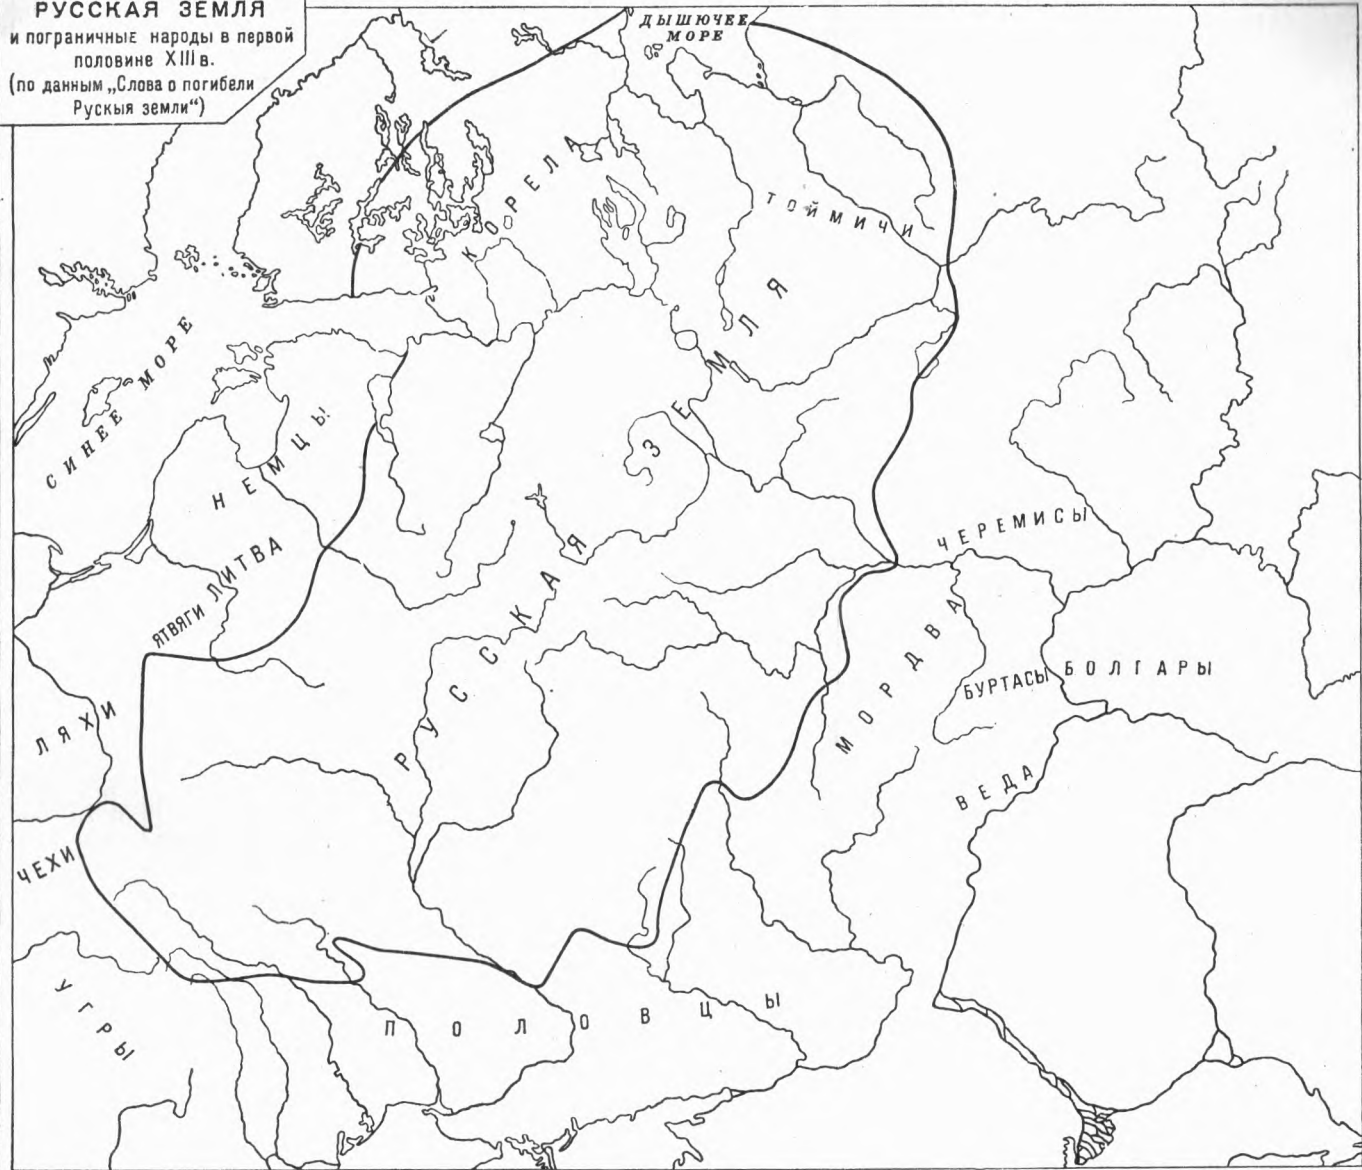 РУССКАЯ ЗЕМЛЯ
и пограничные народы в первой
половине XIII в.
(по данным „Слова о погибели
Рускыя земли“)
ДЫШЮЧЕЕ
МОРЕ
КОРЕЛА
ТОЙМИЧИ
СИНЕЕ МОРЕ
НЕМЦЫ
ЛИТВА
ЯТВЯГИ
РУССКАЯ ЗЕМЛЯ
ЧЕРЕМИСЫ
МОРДВА
БУРТАСЫ
БОЛГАРЫ
ВЕДА
ЛЯХИ
ЧЕХИ
УГРЫ
ПОЛОВЦЫ